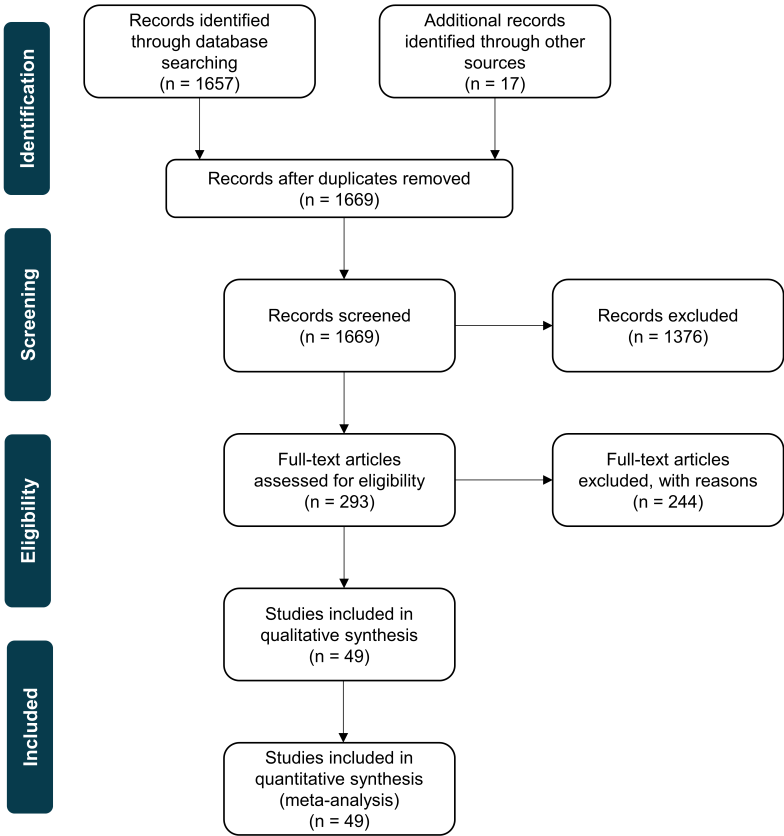 Identification
Records identified
through database
searching
(n = 1657)
Additional records
identified through other
sources
(n = 17)
Records after duplicates removed
(n = 1669)
Screening
Records screened
(n = 1669)
Records excluded
(n = 1376)
Eligibility
Full-text articles
assessed for eligibility
(n = 293)
Full-text articles
excluded, with reasons
(n = 244)
Studies included in
qualitative synthesis
(n = 49)
Included
Studies included in
quantitative synthesis
(meta-analysis)
(n = 49)